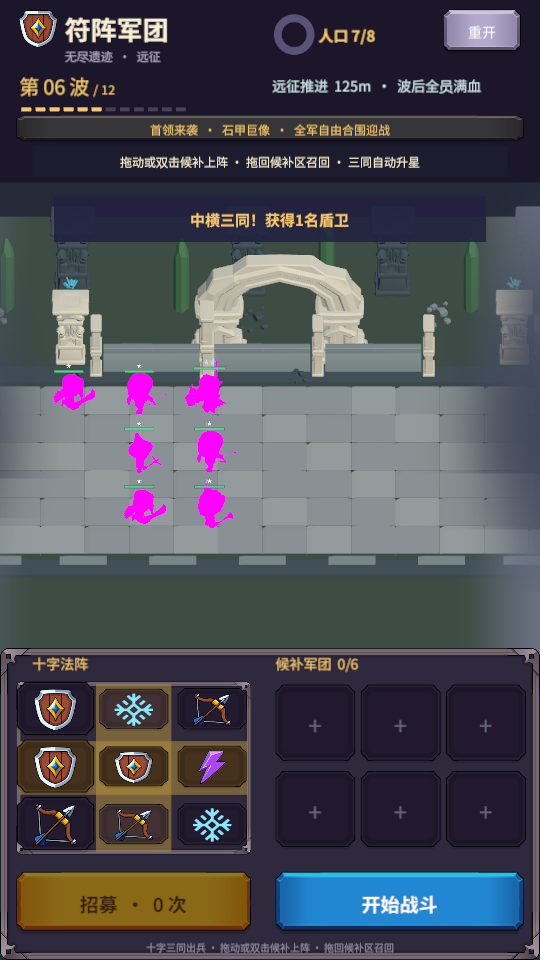 符阵军团
人口 7/8
重开
无尽遗迹 · 远征
第 06 波 / 12
远征推进 125m · 波后全员满血
首领来袭 · 石甲巨像 · 全军自由合围迎战
拖动或双击候补上阵 · 拖回候补区召回 · 三同自动升星
中横三同！获得1名盾卫
十字法阵
候补军团 0/6
招募 · 0 次
开始战斗
十字三同出兵 · 拖动或双击候补上阵 · 拖回候补区召回